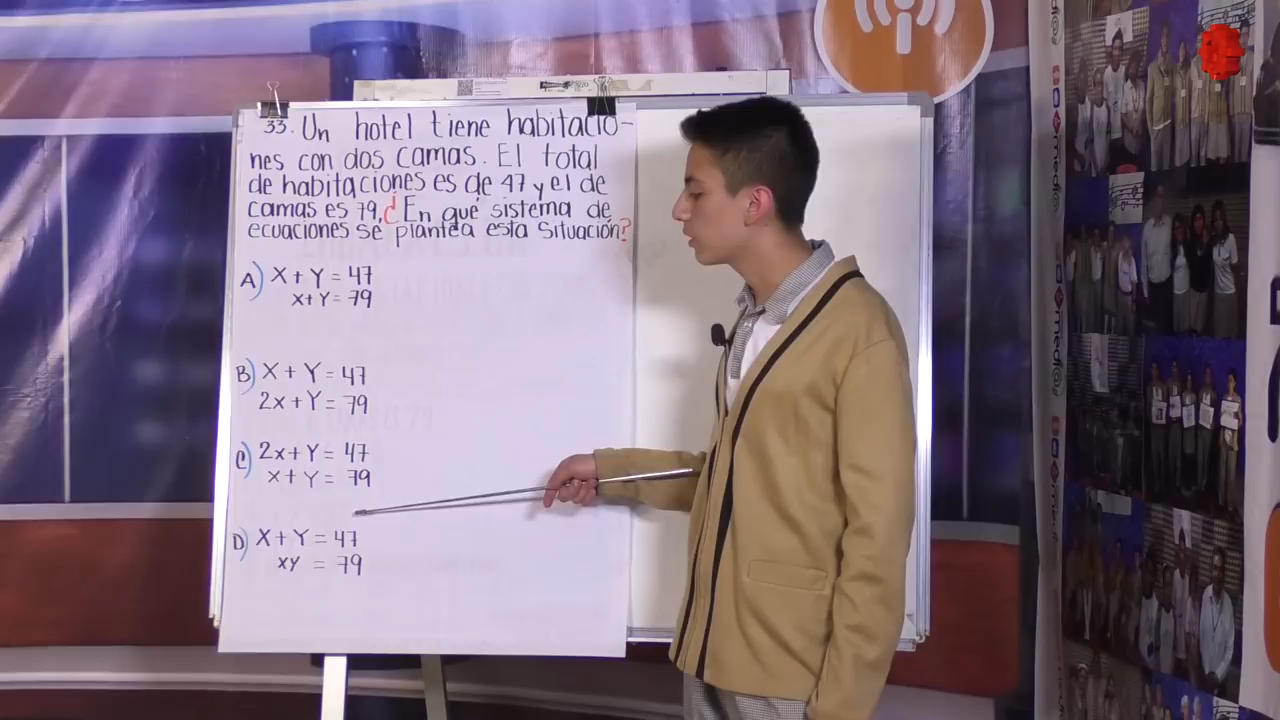 33. Un hotel tiene habitacio-
nes con dos camas. El total
de habitaciones es de 47 y el de
camas es 79, ¿ En qué sistema de
ecuaciones se plantea esta situación?
A) X + Y = 47
x + Y = 79
B) X + Y = 47
2x + Y = 79
C) 2x + Y = 47
x + Y = 79
D) X + Y = 47
xy = 79